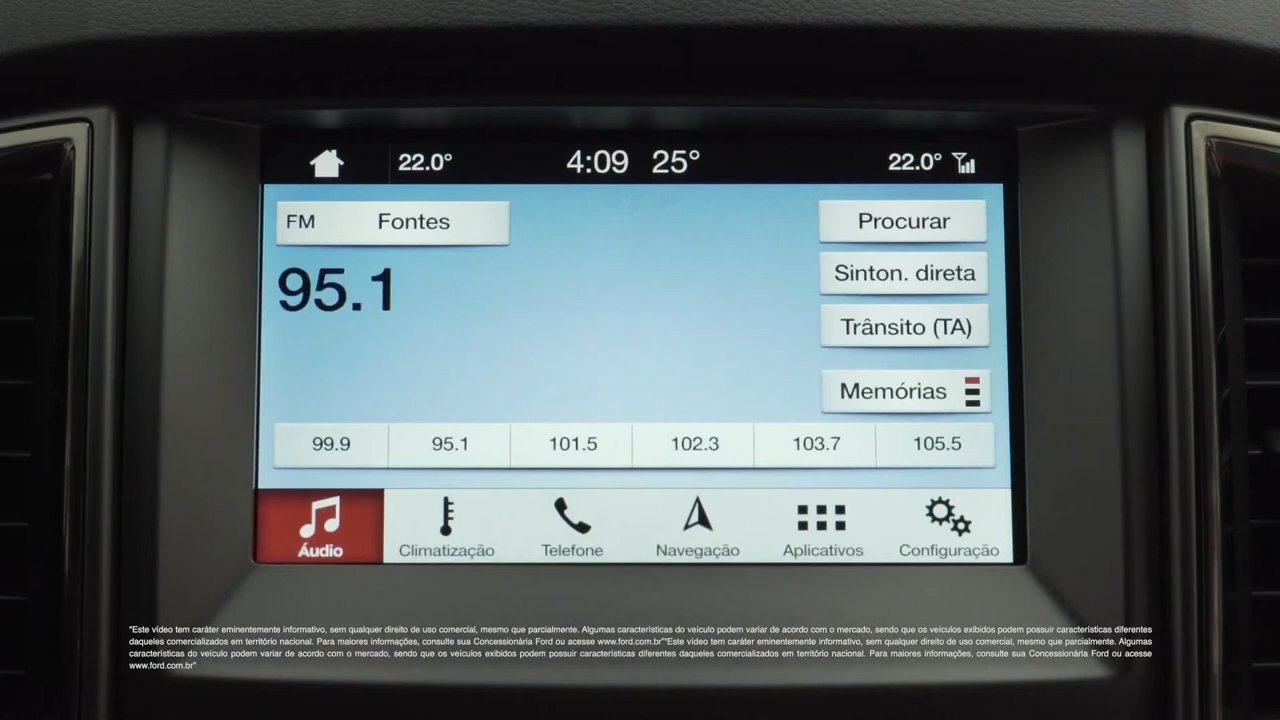 22.0° 4:09 25° 22.0°
FM Fontes
Procurar
95.1
Sinton. direta
Trânsito (TA)
Memórias
99.9 95.1 101.5 102.3 103.7 105.5
Áudio Climatização Telefone Navegação Aplicativos Configuração
"Este vídeo tem caráter eminentemente informativo, sem qualquer direito de uso comercial, mesmo que parcialmente. Algumas características do veículo podem variar de acordo com o mercado, sendo que os veículos exibidos podem possuir características diferentes
daqueles comercializados em território nacional. Para maiores informações, consulte sua Concessionária Ford ou acesse www.ford.com.br""Este vídeo tem caráter eminentemente informativo, sem qualquer direito de uso comercial, mesmo que parcialmente. Algumas
características do veículo podem variar de acordo com o mercado, sendo que os veículos exibidos podem possuir características diferentes daqueles comercializados em território nacional. Para maiores informações, consulte sua Concessionária Ford ou acesse
www.ford.com.br"